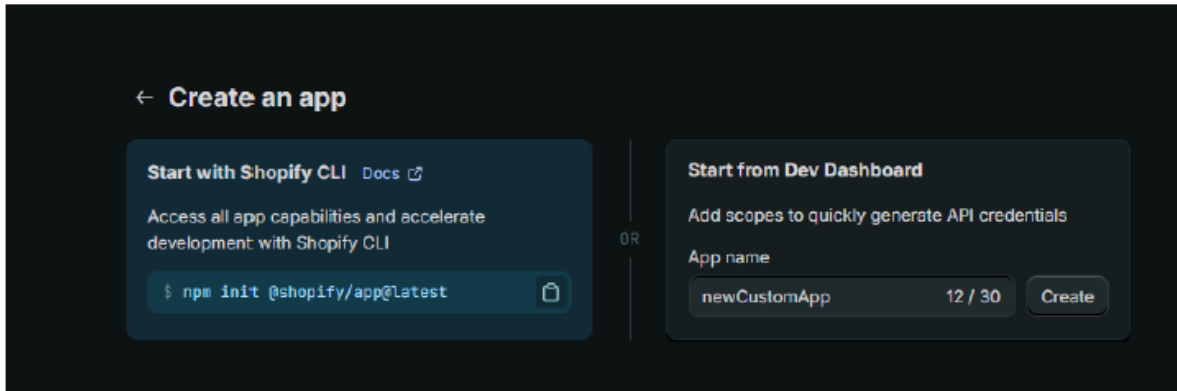 ← Create an app
Start with Shopify CLI Docs
Access all app capabilities and accelerate
development with Shopify CLI
$ npm init @shopify/app@latest
OR
Start from Dev Dashboard
Add scopes to quickly generate API credentials
App name
newCustomApp 12 / 30 Create